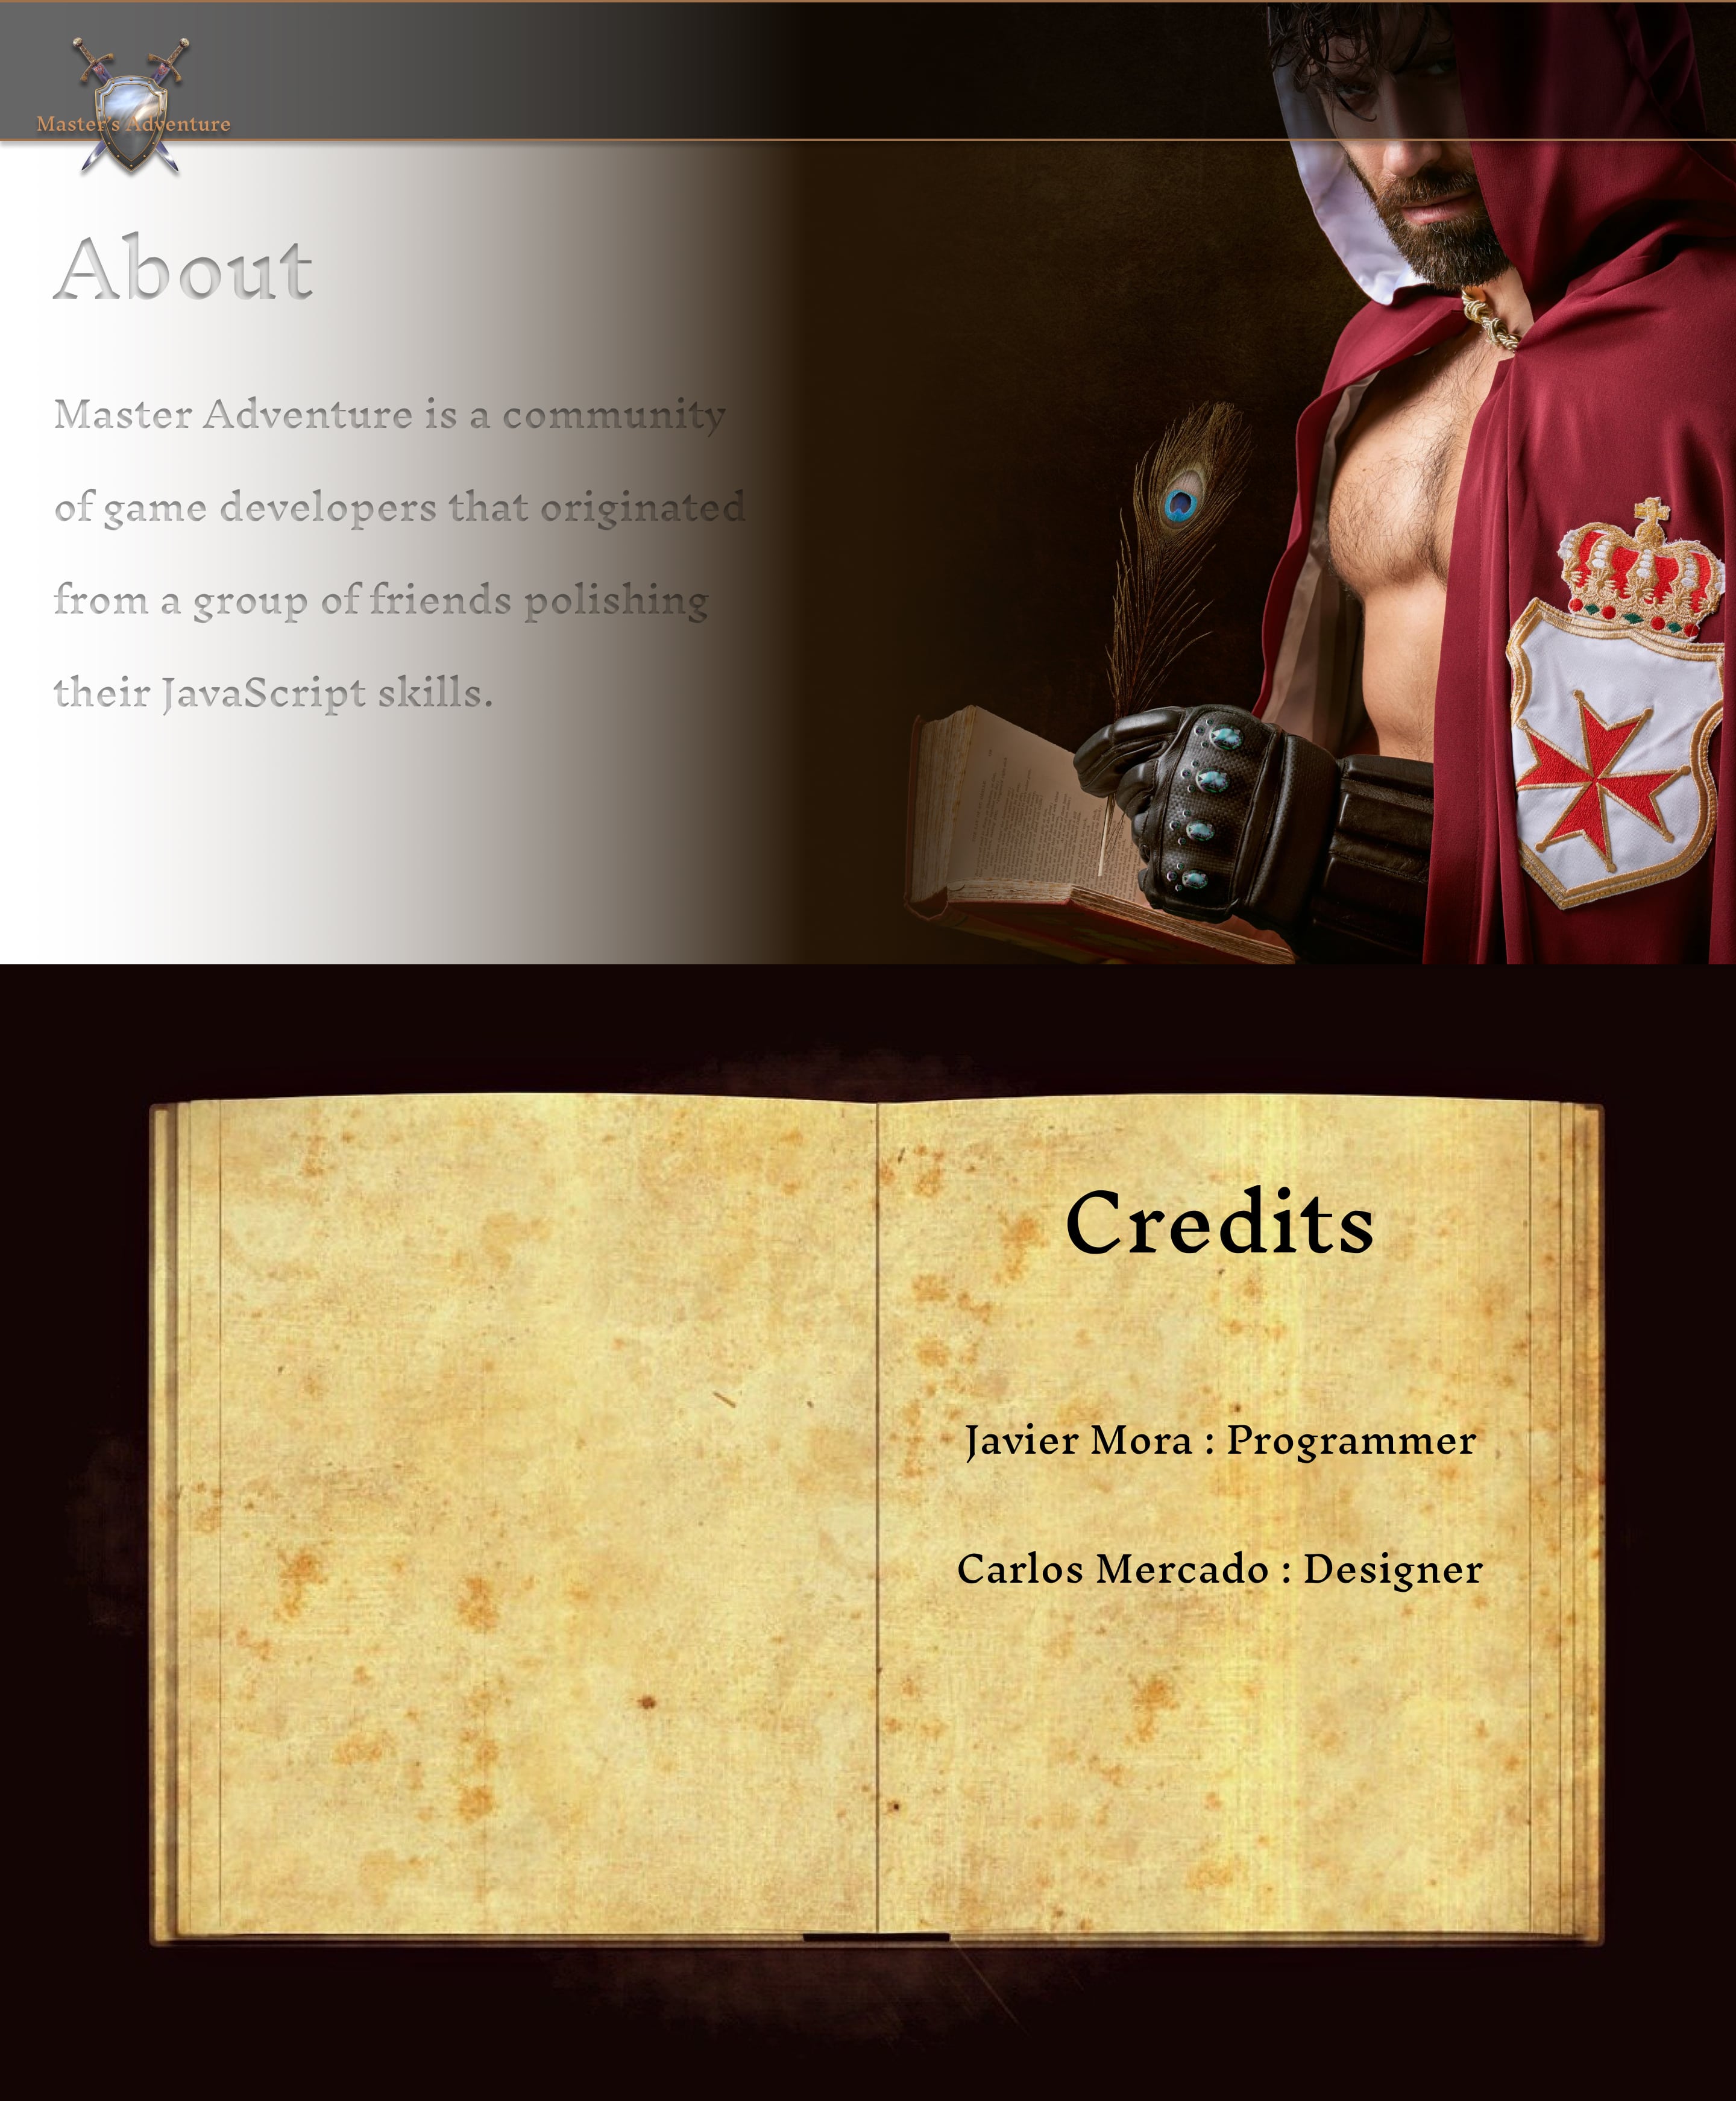 Master's Adventure
About
Master Adventure is a community
of game developers that originated
from a group of friends polishing
their JavaScript skills.
Credits
Javier Mora : Programmer
Carlos Mercado : Designer